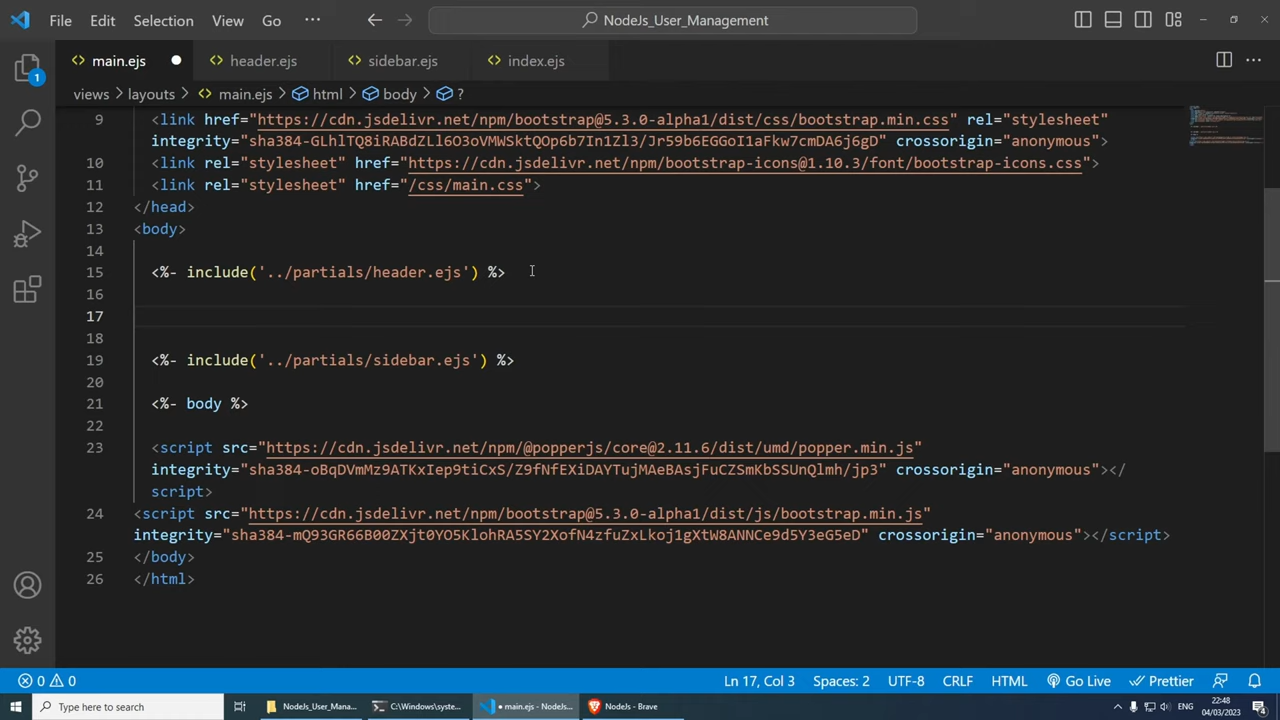 File Edit Selection View Go ··· NodeJs_User_Management
main.ejs header.ejs sidebar.ejs index.ejs
views > layouts > main.ejs > html > body > ?
9 <link href="https://cdn.jsdelivr.net/npm/bootstrap@5.3.0-alpha1/dist/css/bootstrap.min.css" rel="stylesheet"
integrity="sha384-GLhlTQ8iRABdZLl6O3oVMWSktQOp6b7In1Zl3/Jr59b6EGGoI1aFkw7cmDA6j6gD" crossorigin="anonymous">
10 <link rel="stylesheet" href="https://cdn.jsdelivr.net/npm/bootstrap-icons@1.10.3/font/bootstrap-icons.css">
11 <link rel="stylesheet" href="/css/main.css">
12 </head>
13 <body>
14
15 <%- include('../partials/header.ejs') %>
16
17
18
19 <%- include('../partials/sidebar.ejs') %>
20
21 <%- body %>
22
23 <script src="https://cdn.jsdelivr.net/npm/@popperjs/core@2.11.6/dist/umd/popper.min.js"
integrity="sha384-oBqDVmMz9ATKxIep9tiCxS/Z9fNfEXiDAYTujMAeBAsjFuCZSmKbSSUnQlmh/jp3" crossorigin="anonymous"></
script>
24 <script src="https://cdn.jsdelivr.net/npm/bootstrap@5.3.0-alpha1/dist/js/bootstrap.min.js"
integrity="sha384-mQ93GR66B00ZXjt0YO5KlohRA5SY2XofN4zfuZxLkoj1gXtW8ANNCe9d5Y3eG5eD" crossorigin="anonymous"></script>
25 </body>
26 </html>
1
0 0 Ln 17, Col 3 Spaces: 2 UTF-8 CRLF HTML Go Live Prettier
Type here to search NodeJs_User_Mana... C:\Windows\syste... • main.ejs - NodeJs... NodeJs - Brave ENG 22:48
04/03/2023
4